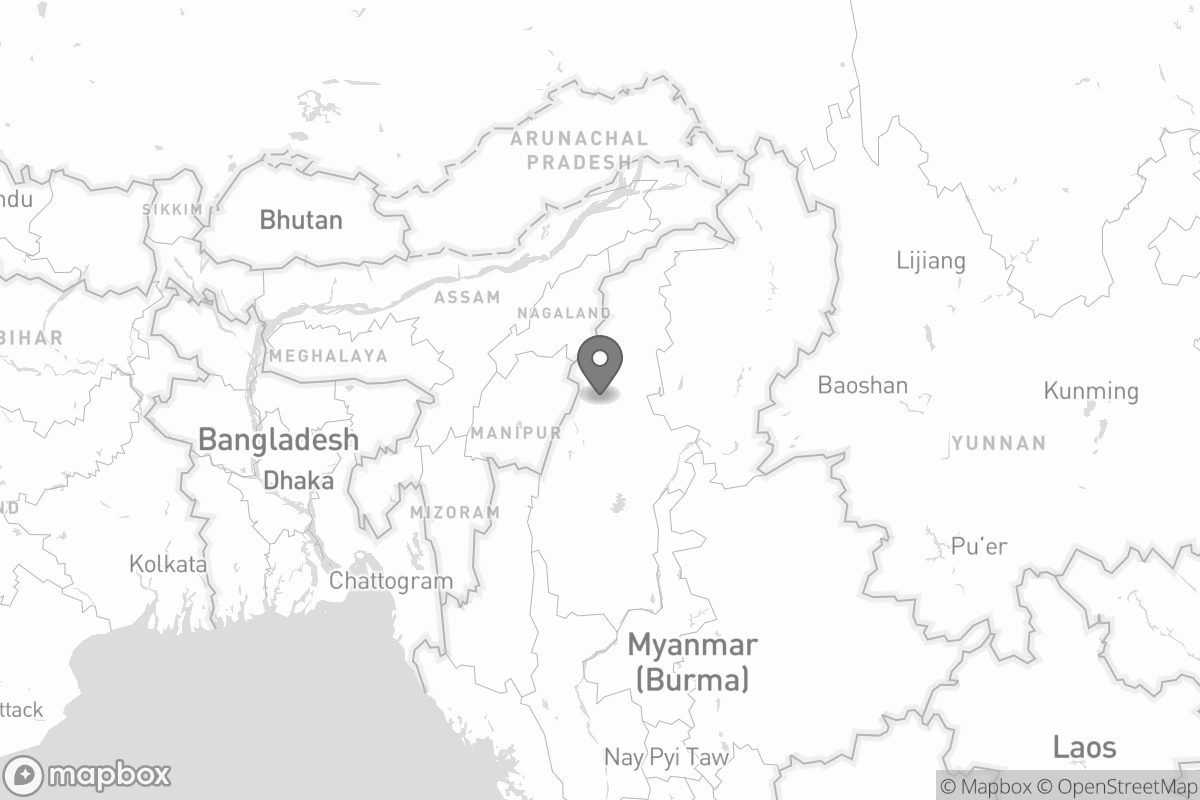 ARUNACHAL
PRADESH
ndu
SIKKIM
Bhutan
Lijiang
ASSAM
NAGALAND
BIHAR
MEGHALAYA
Baoshan
Kunming
MANIPUR
Bangladesh
YUNNAN
Dhaka
ND
MIZORAM
Pu’er
Kolkata
Chattogram
Myanmar
(Burma)
ttack
Nay Pyi Taw
Laos
mapbox
© Mapbox © OpenStreetMap